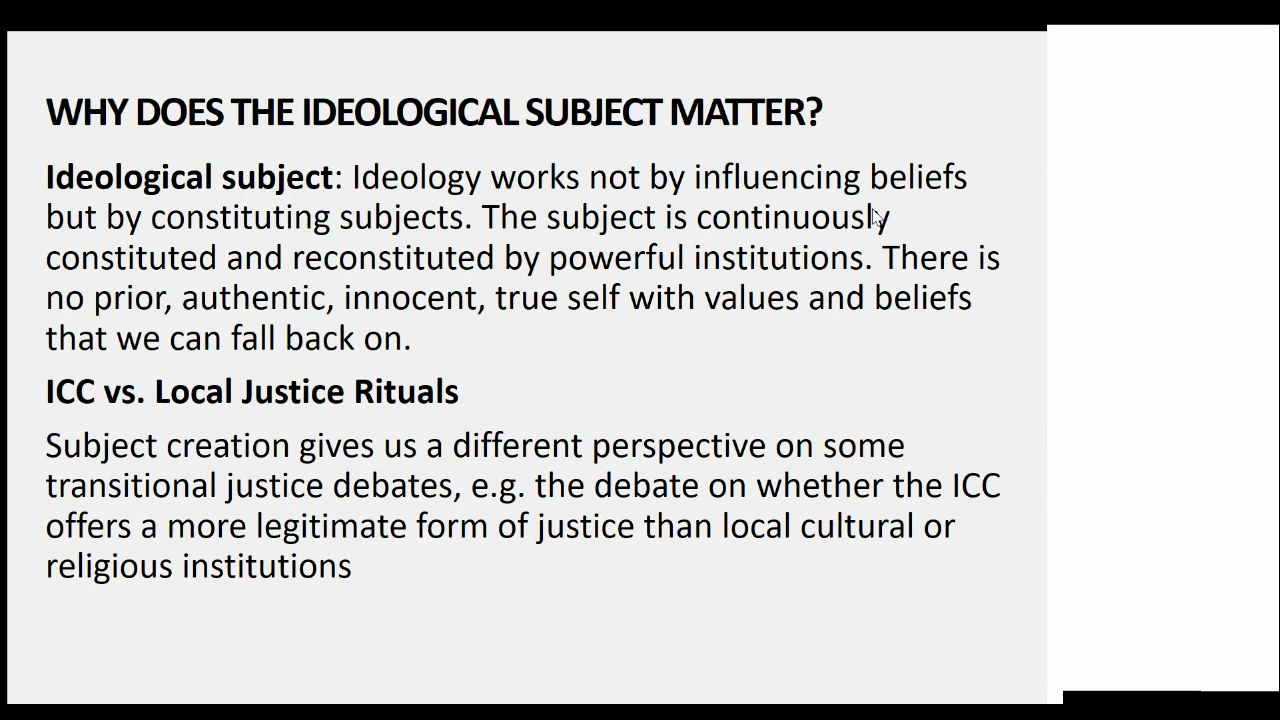 WHY DOES THE IDEOLOGICAL SUBJECT MATTER?
Ideological subject: Ideology works not by influencing beliefs
but by constituting subjects. The subject is continuously
constituted and reconstituted by powerful institutions. There is
no prior, authentic, innocent, true self with values and beliefs
that we can fall back on.
ICC vs. Local Justice Rituals
Subject creation gives us a different perspective on some
transitional justice debates, e.g. the debate on whether the ICC
offers a more legitimate form of justice than local cultural or
religious institutions